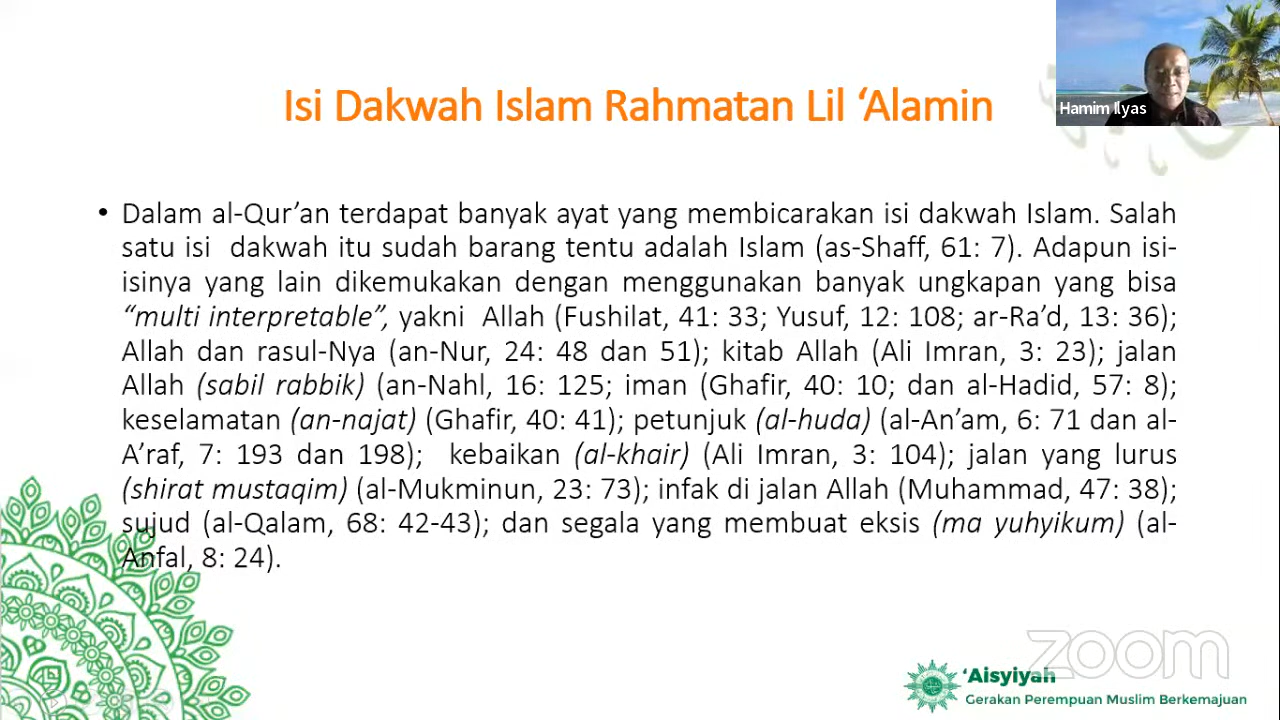 Isi Dakwah Islam Rahmatan Lil ‘Alamin
Hamim Ilyas
• Dalam al-Qur’an terdapat banyak ayat yang membicarakan isi dakwah Islam. Salah
satu isi dakwah itu sudah barang tentu adalah Islam (as-Shaff, 61: 7). Adapun isi-
isinya yang lain dikemukakan dengan menggunakan banyak ungkapan yang bisa
“multi interpretable”, yakni Allah (Fushilat, 41: 33; Yusuf, 12: 108; ar-Ra’d, 13: 36);
Allah dan rasul-Nya (an-Nur, 24: 48 dan 51); kitab Allah (Ali Imran, 3: 23); jalan
Allah (sabil rabbik) (an-Nahl, 16: 125; iman (Ghafir, 40: 10; dan al-Hadid, 57: 8);
keselamatan (an-najat) (Ghafir, 40: 41); petunjuk (al-huda) (al-An’am, 6: 71 dan al-
A’raf, 7: 193 dan 198); kebaikan (al-khair) (Ali Imran, 3: 104); jalan yang lurus
(shirat mustaqim) (al-Mukminun, 23: 73); infak di jalan Allah (Muhammad, 47: 38);
sujud (al-Qalam, 68: 42-43); dan segala yang membuat eksis (ma yuhyikum) (al-
Anfal, 8: 24).
zoom
‘Aisyiyah
Gerakan Perempuan Muslim Berkemajuan